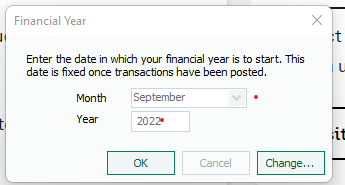 Financial Year
Enter the date in which your financial year is to start. This
date is fixed once transactions have been posted.
Month September
Year 2022
OK Cancel Change...